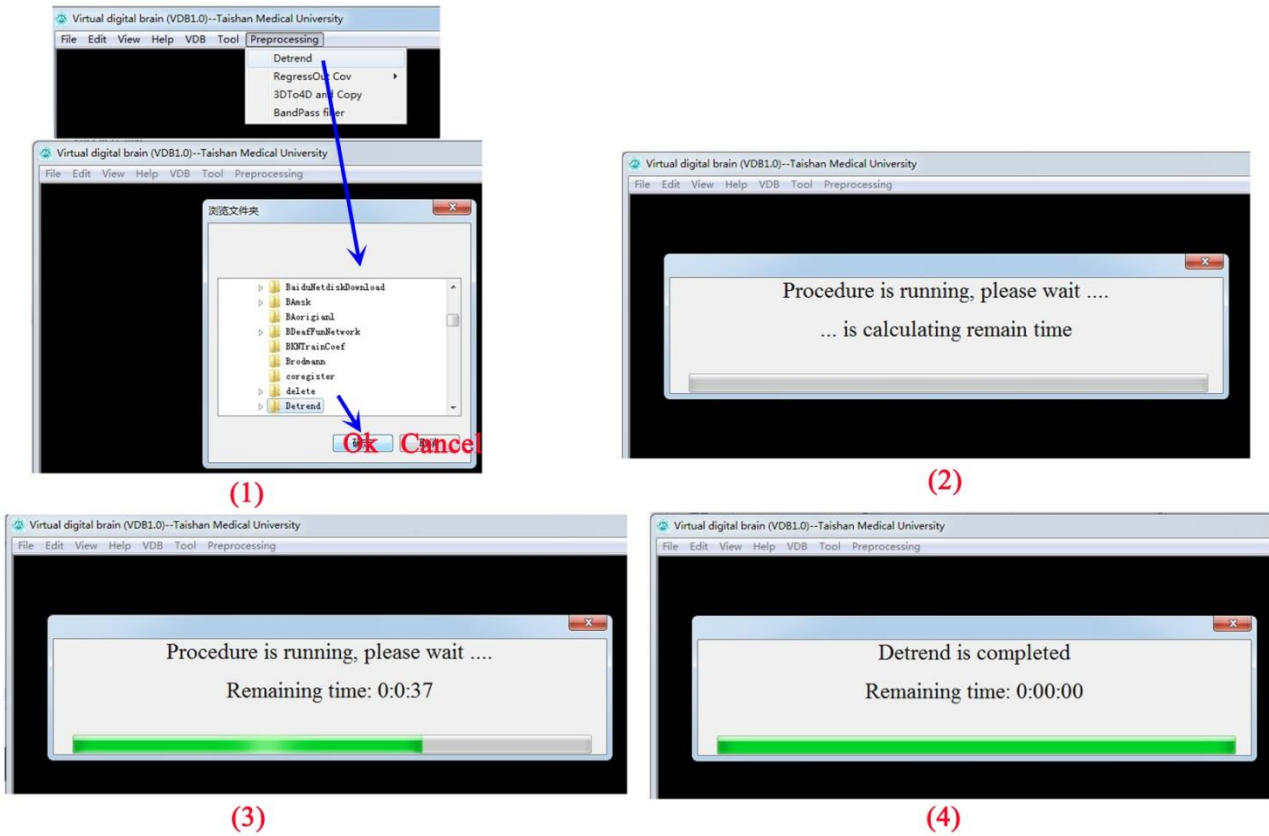 Virtual digital brain (VDB1.0)--Taishan Medical University
File Edit View Help VDB Tool Preprocessing
Detrend
RegressOut Cov
3DTo4D and Copy
BandPass filter
Virtual digital brain (VDB1.0)--Taishan Medical University
File Edit View Help VDB Tool Preprocessing
浏览文件夹
BaiduNetdiskDownload
BAmsk
BAorigianl
BDeafFunNetwork
BKNTrainCoef
Brodmann
coregister
delete
Detrend
Ok Cancel
(1)
Virtual digital brain (VDB1.0)--Taishan Medical University
File Edit View Help VDB Tool Preprocessing
Procedure is running, please wait ....
... is calculating remain time
(2)
Virtual digital brain (VDB1.0)--Taishan Medical University
File Edit View Help VDB Tool Preprocessing
Procedure is running, please wait ....
Remaining time: 0:0:37
(3)
Virtual digital brain (VDB1.0)--Taishan Medical University
File Edit View Help VDB Tool Preprocessing
Detrend is completed
Remaining time: 0:00:00
(4)